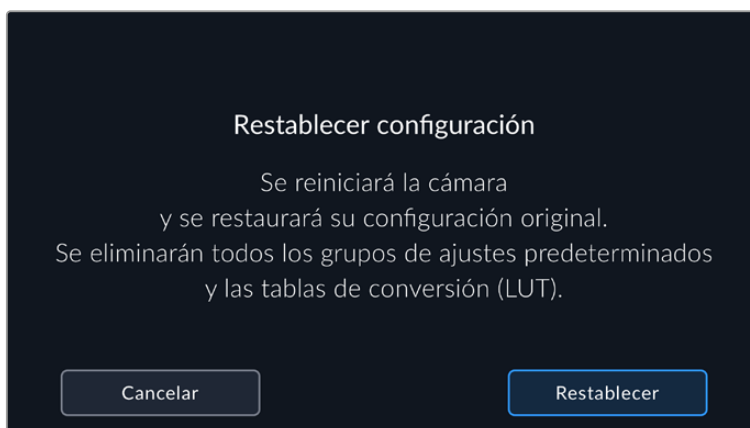 Restablecer configuración
Se reiniciará la cámara
y se restaurará su configuración original.
Se eliminarán todos los grupos de ajustes predeterminados
y las tablas de conversión (LUT).
Cancelar
Restablecer